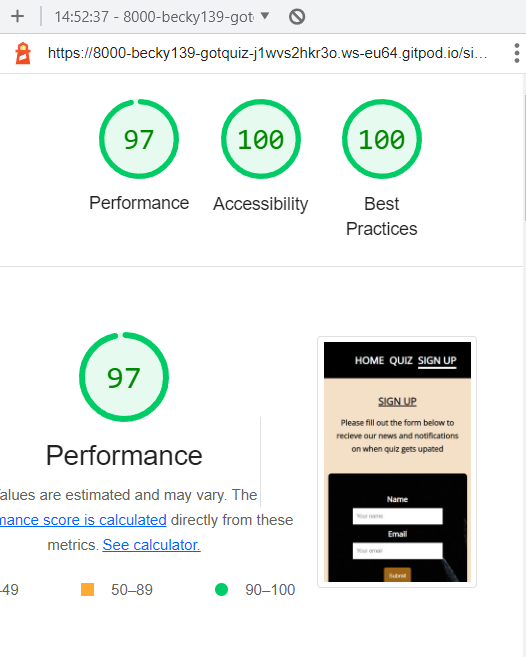 14:52:37 - 8000-becky139-got
https://8000-becky139-gotquiz-j1wvs2hkr3o.ws-eu64.gitpod.io/si…
97
100
100
Performance
Accessibility
Best
Practices
97
Performance
alues are estimated and may vary. The
mance score is calculated directly from these
metrics. See calculator.
–49
50–89
90–100
HOME QUIZ SIGN UP
SIGN UP
Please fill out the form below to
recieve our news and notifications
on when quiz gets upated
Name
Your name
Email
Your email
Submit